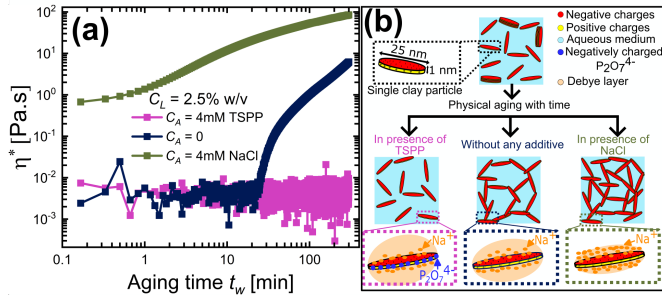 (a)
10²
10¹
10⁰
10⁻¹
10⁻²
10⁻³
η* [Pa.s]
C_L = 2.5% w/v
C_A = 4mM TSPP
C_A = 0
C_A = 4mM NaCl
0.1
1
10
100
Aging time t_w [min]
(b)
25 nm
1 nm
Single clay particle
Negative charges
Positive charges
Aqueous medium
Negatively charged
P₂O₇⁴⁻
Debye layer
Physical aging with time
In presence of
TSPP
Without any additive
In presence of
NaCl
Na⁺
P₂O₇⁴⁻
Na⁺
Na⁺